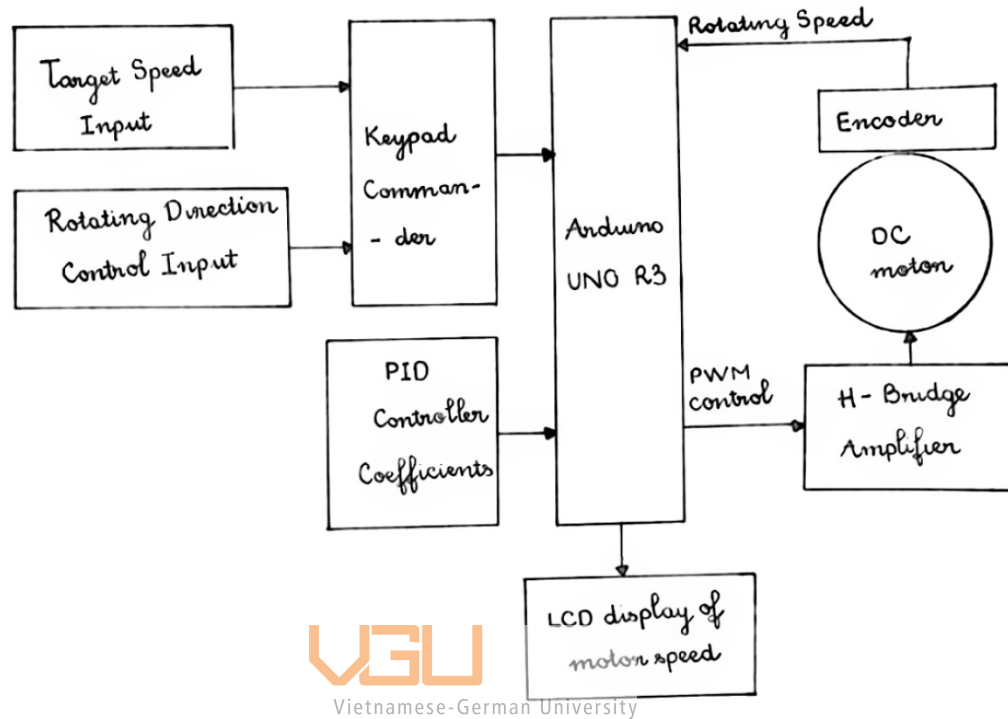 Target Speed
Input
Rotating Direction
Control Input
Keypad
Comman-
- der
PID
Controller
Coefficients
Arduino
UNO R3
Rotating Speed
Encoder
DC
motor
PWM
control
H- Bridge
Amplifier
LCD display of
motor speed
VGU
Vietnamese-German University